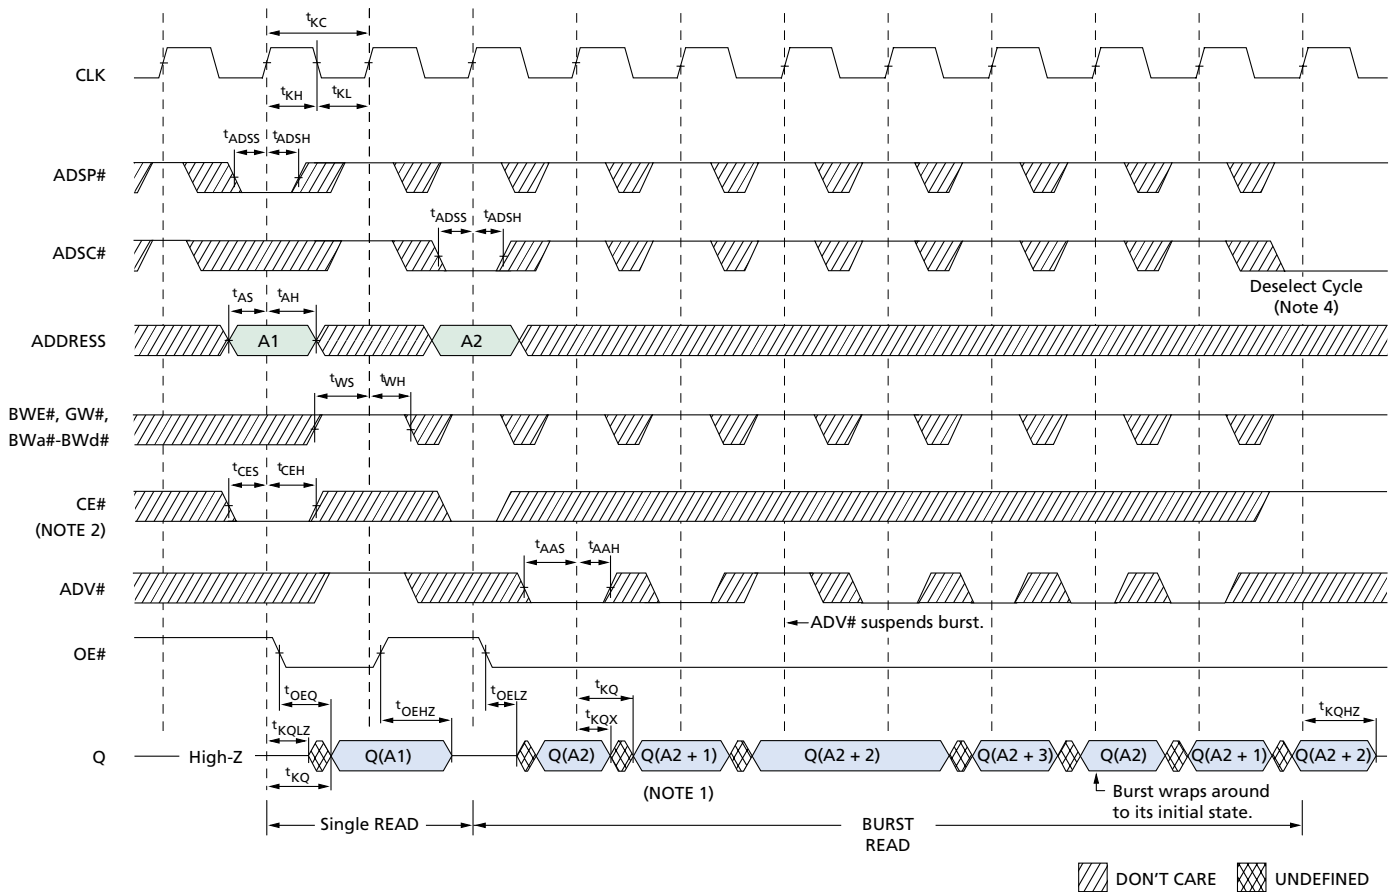 tKC
CLK
tKH
tKL
tADSS
tADSH
ADSP#
tADSS
tADSH
ADSC#
Deselect Cycle
(Note 4)
tAS
tAH
ADDRESS
A1
A2
tWS
tWH
BWE#, GW#,
BWa#-BWd#
tCES
tCEH
CE#
(NOTE 2)
tAAS
tAAH
ADV#
ADV# suspends burst.
OE#
tOEQ
tOEHZ
tOELZ
tKQ
tKQX
tKQLZ
tKQHZ
Q
High-Z
Q(A1)
Q(A2)
Q(A2 + 1)
Q(A2 + 2)
Q(A2 + 3)
Q(A2)
Q(A2 + 1)
Q(A2 + 2)
tKQ
(NOTE 1)
Burst wraps around
to its initial state.
Single READ
BURST
READ
DON'T CARE
UNDEFINED